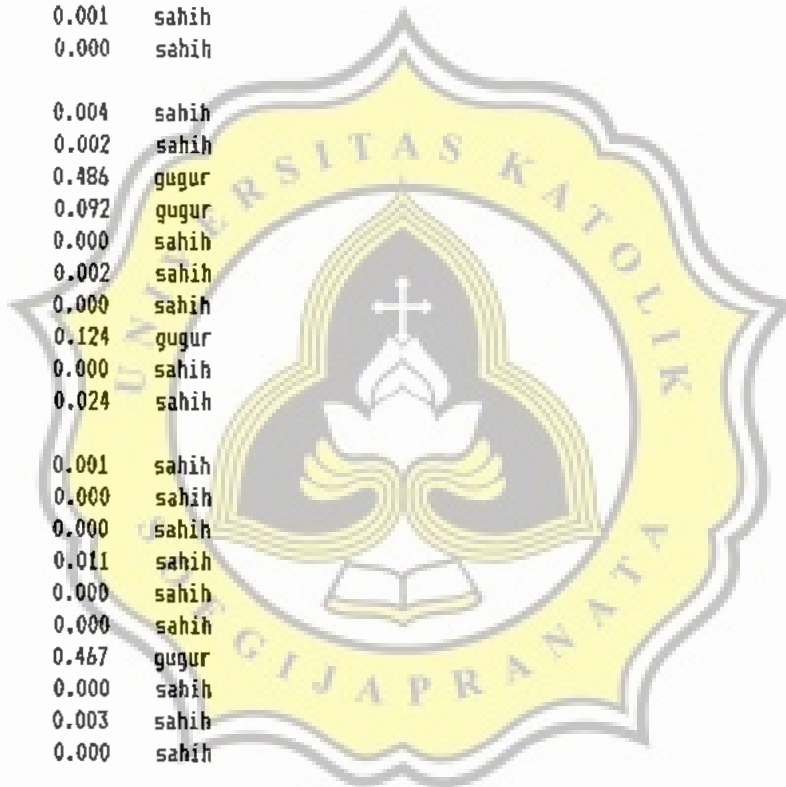 0.001 sahih
0.000 sahih
0.004 sahih
0.002 sahih
0.486 gugur
0.092 gugur
0.000 sahih
0.002 sahih
0.000 sahih
0.124 gugur
0.000 sahih
0.024 sahih
0.001 sahih
0.000 sahih
0.000 sahih
0.011 sahih
0.000 sahih
0.000 sahih
0.467 gugur
0.000 sahih
0.003 sahih
0.000 sahih
UNIVERSITAS KATOLIK
SOEGIJAPRANATA